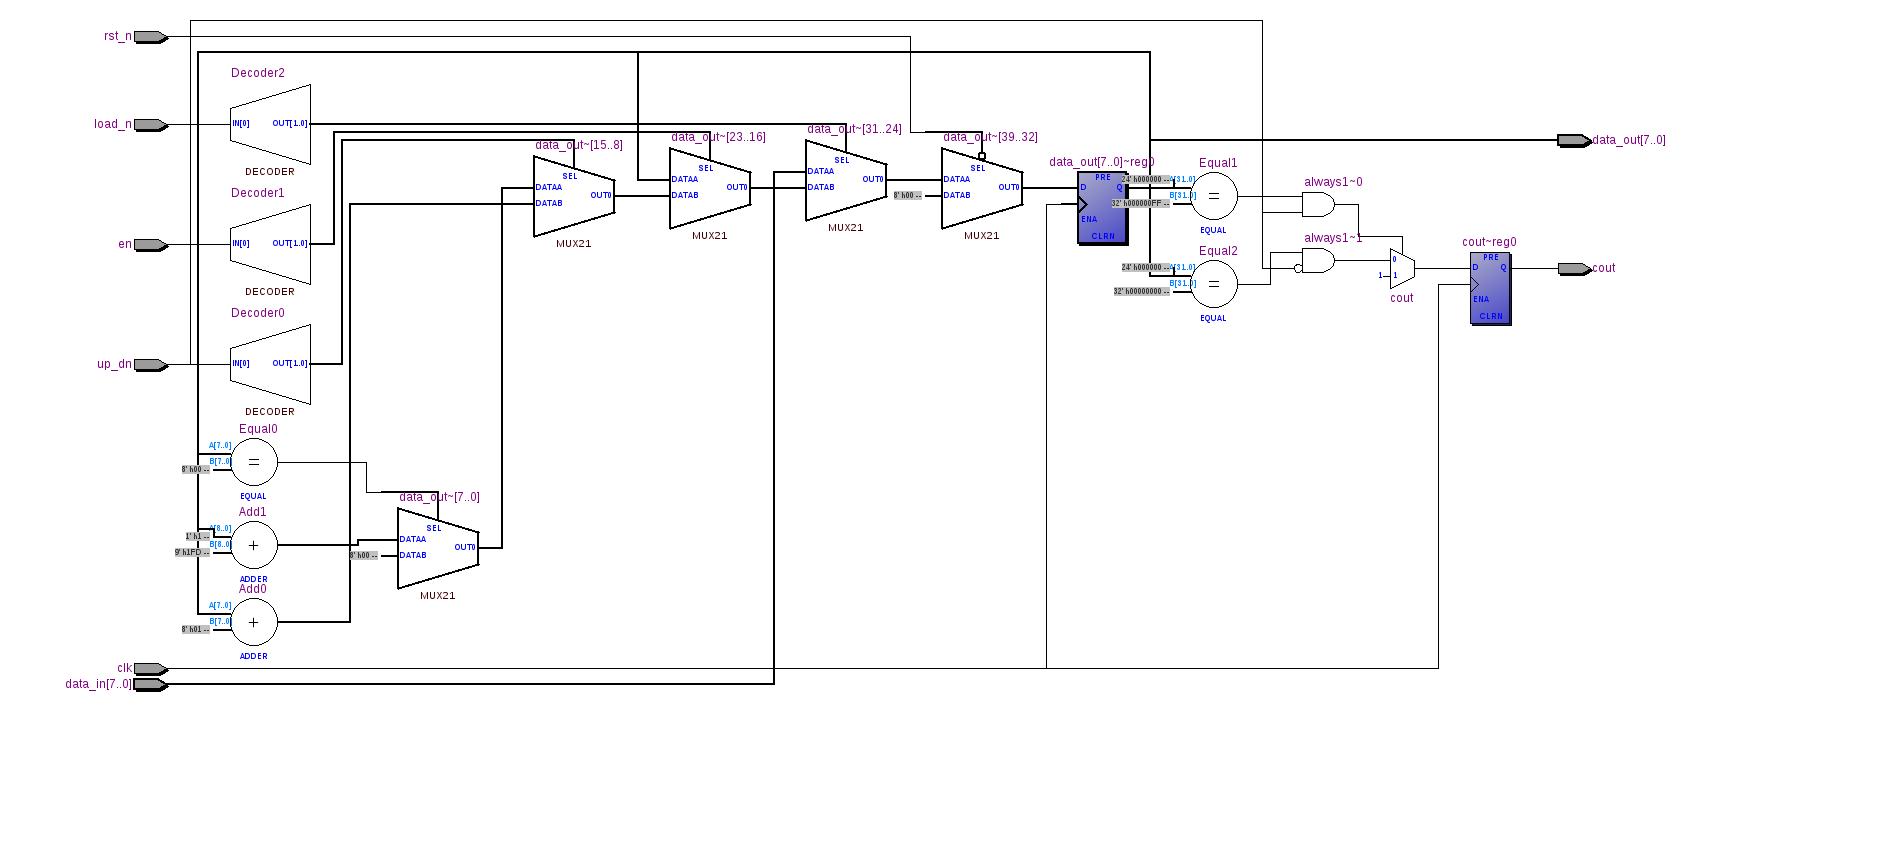 rst_n
load_n
en
up_dn
clk
data_in[7..0]
Decoder2
IN[0]
OUT[1..0]
DECODER
Decoder1
IN[0]
OUT[1..0]
DECODER
Decoder0
IN[0]
OUT[1..0]
DECODER
Equal0
A[7..0]
B[7..0]
8' h00 --
=
EQUAL
Add1
A[8..0]
1' h1 --
B[8..0]
9' h1FD --
+
ADDER
Add0
A[7..0]
B[7..0]
8' h01 --
+
ADDER
data_out~[7..0]
SEL
DATAA
OUT0
8' h00 --
DATAB
MUX21
data_out~[15..8]
SEL
DATAA
OUT0
DATAB
MUX21
data_out~[23..16]
SEL
DATAA
OUT0
DATAB
MUX21
data_out~[31..24]
SEL
DATAA
OUT0
DATAB
MUX21
data_out~[39..32]
SEL
DATAA
OUT0
8' h00 --
DATAB
MUX21
data_out[7..0]~reg0
PRE
D
Q
ENA
CLRN
Equal1
24' h000000 --
A[31..0]
B[31..0]
32' h000000FF --
=
EQUAL
Equal2
24' h000000 --
A[31..0]
B[31..0]
32' h00000000 --
=
EQUAL
always1~0
always1~1
0
1
1
cout
cout~reg0
PRE
D
Q
ENA
CLRN
data_out[7..0]
cout